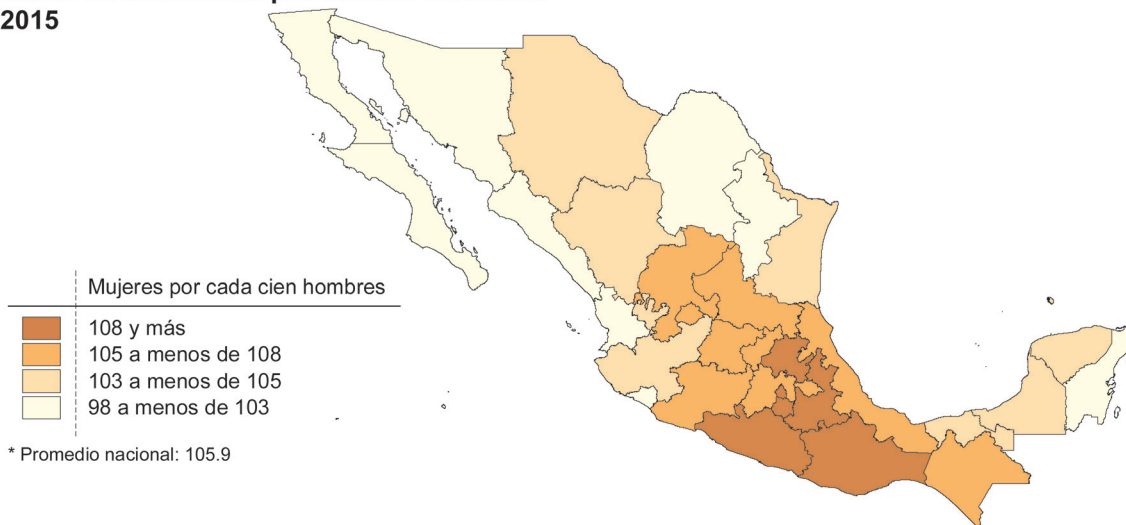 2015
Mujeres por cada cien hombres
108 y más
105 a menos de 108
103 a menos de 105
98 a menos de 103
* Promedio nacional: 105.9